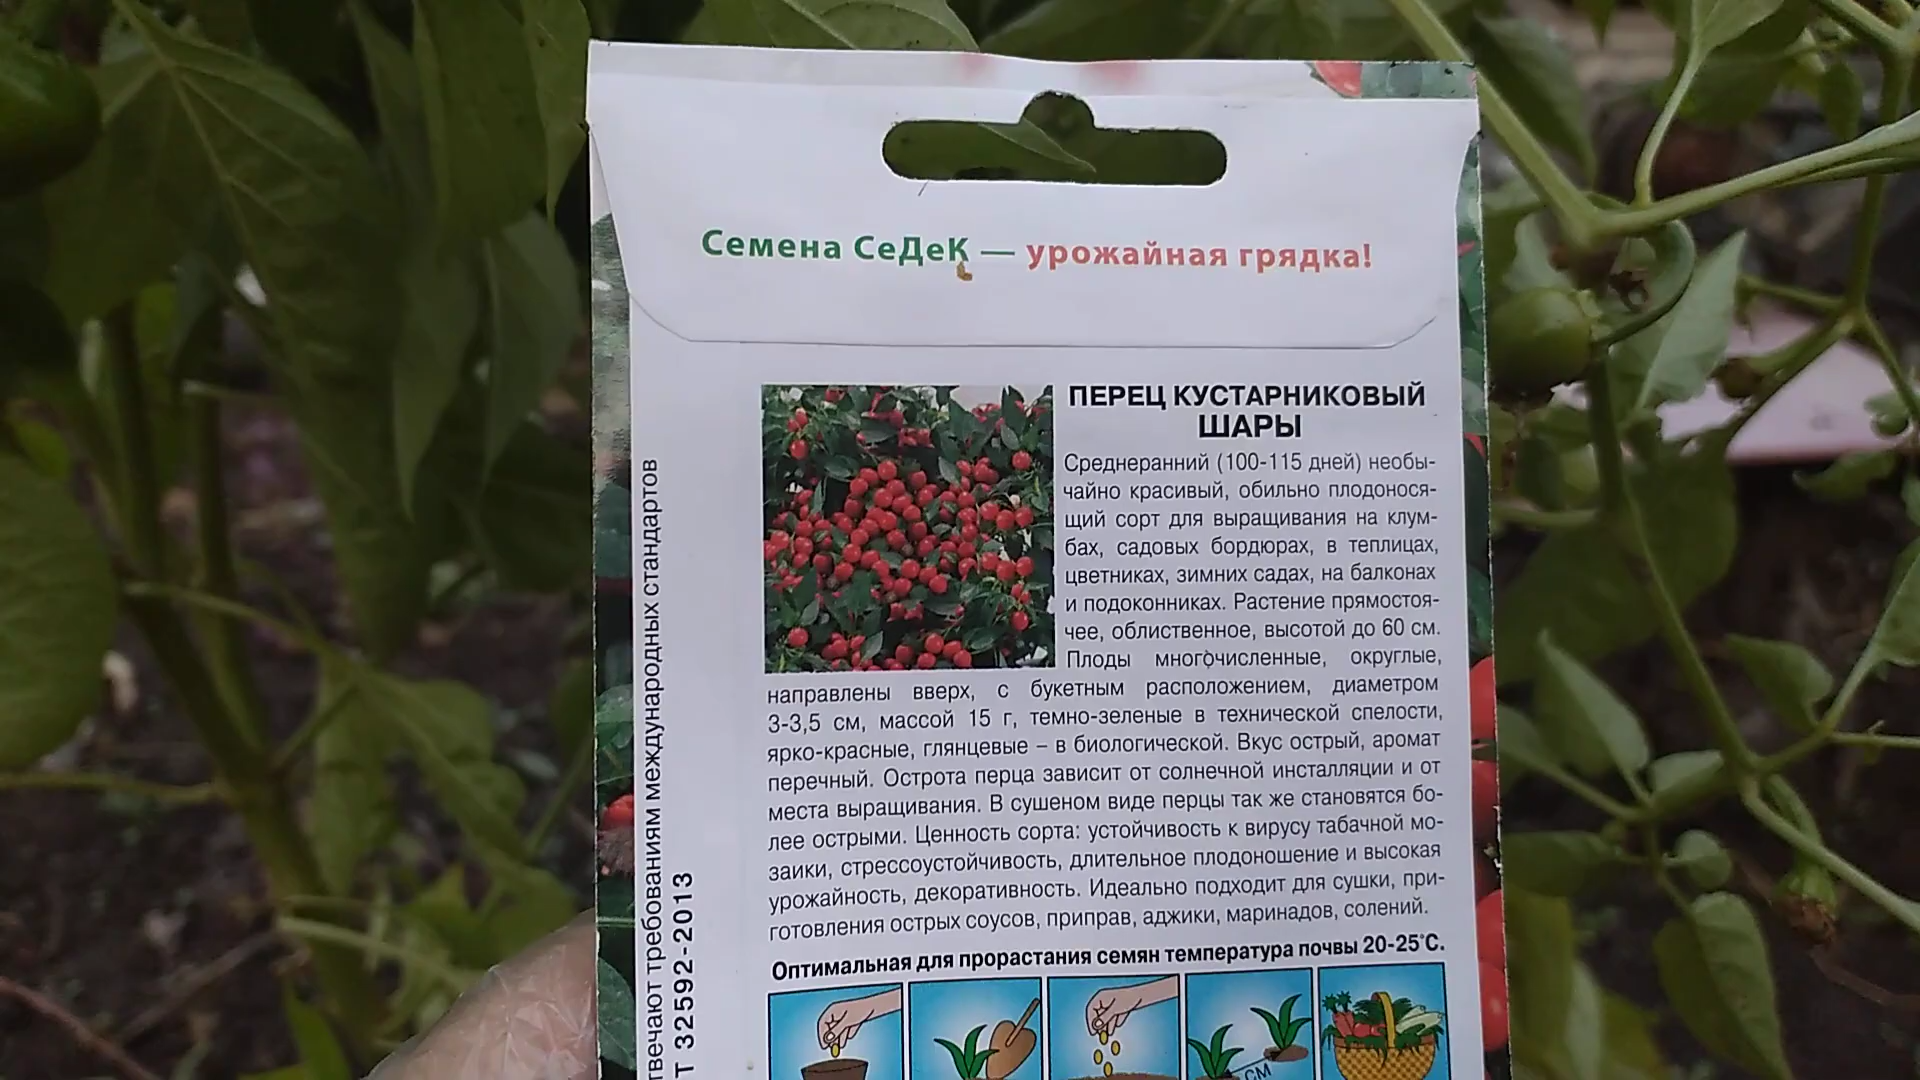 Семена СеДеК — урожайная грядка!
ПЕРЕЦ КУСТАРНИКОВЫЙ
ШАРЫ
Среднеранний (100-115 дней) необы-
чайно красивый, обильно плодонося-
щий сорт для выращивания на клум-
бах, садовых бордюрах, в теплицах,
цветниках, зимних садах, на балконах
и подоконниках. Растение прямостоя-
чее, облиственное, высотой до 60 см.
Плоды многочисленные, округлые,
направлены вверх, с букетным расположением, диаметром
3-3,5 см, массой 15 г, темно-зеленые в технической спелости,
ярко-красные, глянцевые – в биологической. Вкус острый, аромат
перечный. Острота перца зависит от солнечной инсталляции и от
места выращивания. В сушеном виде перцы так же становятся бо-
лее острыми. Ценность сорта: устойчивость к вирусу табачной мо-
заики, стрессоустойчивость, длительное плодоношение и высокая
урожайность, декоративность. Идеально подходит для сушки, при-
готовления острых соусов, приправ, аджики, маринадов, солений.
Оптимальная для прорастания семян температура почвы 20-25°С.
см
твечают требованиям международных стандартов
Т 32592-2013